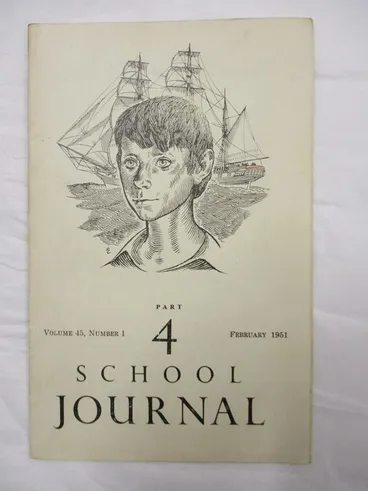 PART
VOLUME 45, NUMBER 1 4 FEBRUARY 1951
SCHOOL
JOURNAL